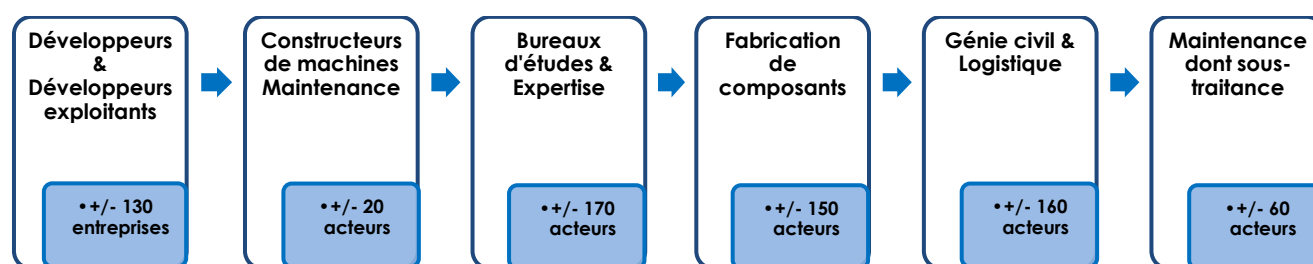 Développeurs
&
Développeurs
exploitants
•+/- 130
entreprises
Constructeurs
de machines
Maintenance
•+/- 20
acteurs
Bureaux
d'études &
Expertise
•+/- 170
acteurs
Fabrication
de
composants
•+/- 150
acteurs
Génie civil &
Logistique
•+/- 160
acteurs
Maintenance
dont sous-
traitance
•+/- 60
acteurs